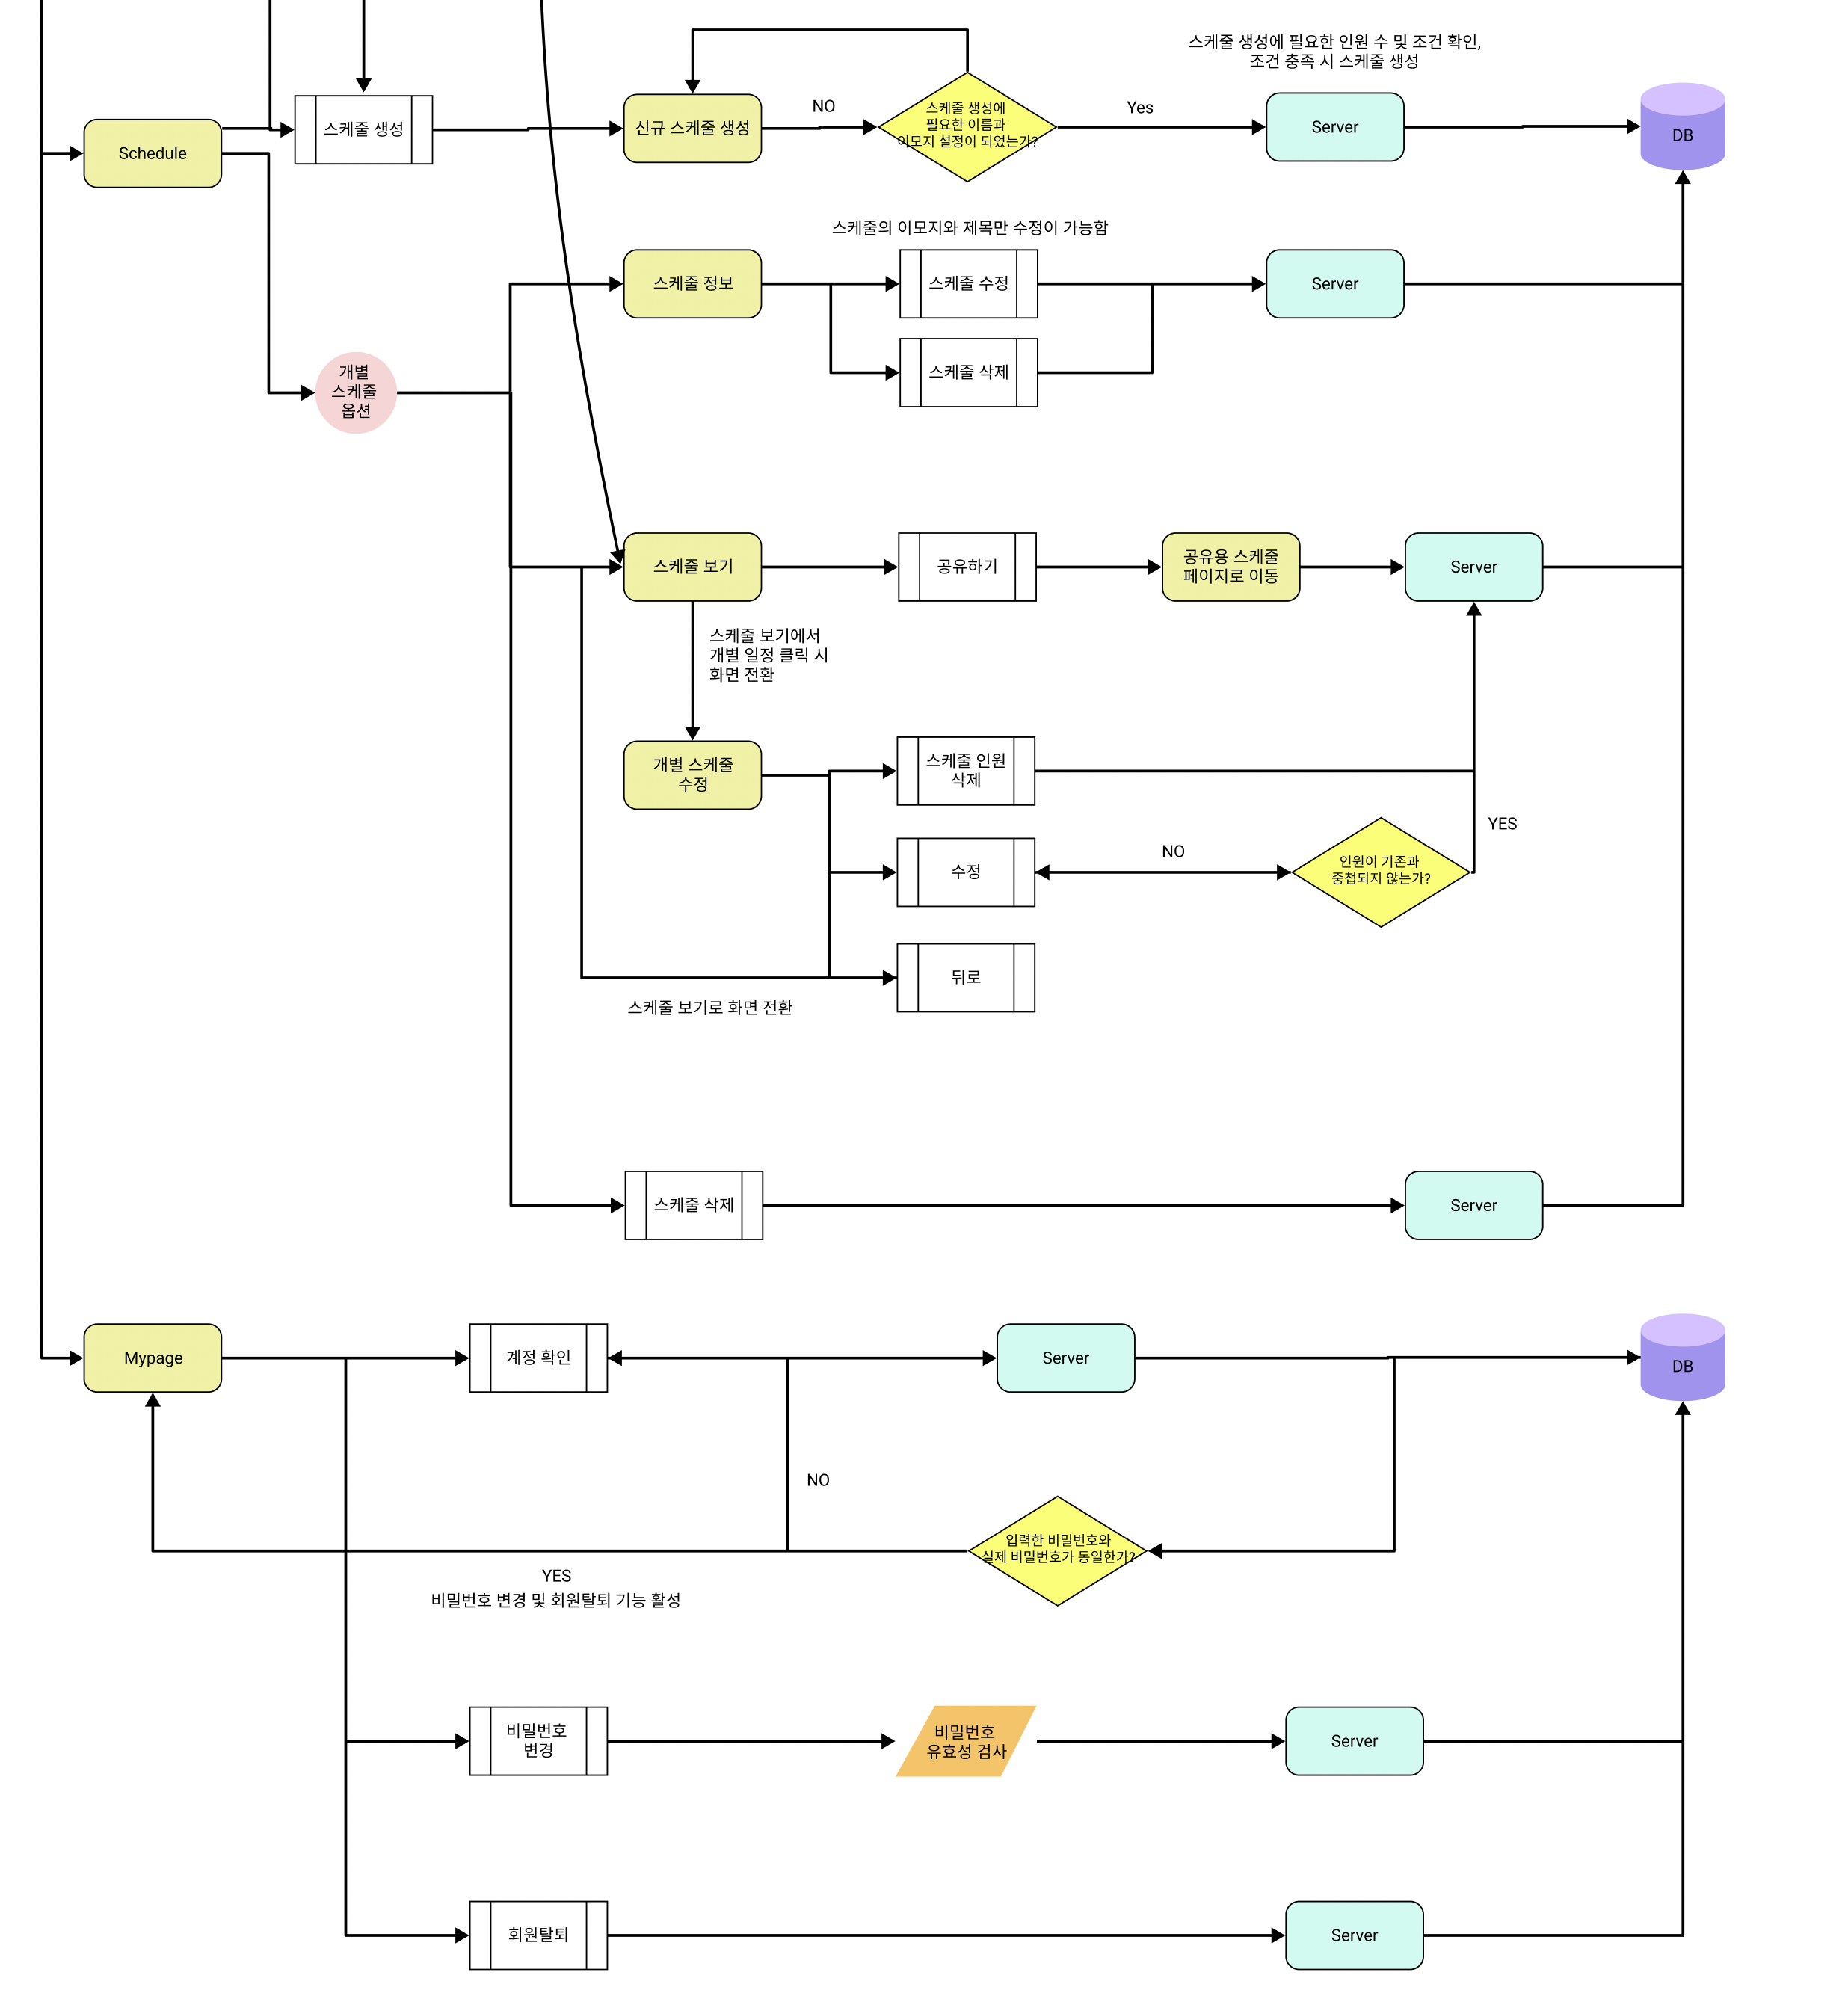 스케줄 생성에 필요한 인원 수 및 조건 확인,
조건 충족 시 스케줄 생성
Schedule
스케줄 생성
신규 스케줄 생성
NO
스케줄 생성에
필요한 이름과
이모지 설정이 되었는가?
Yes
Server
DB
스케줄의 이모지와 제목만 수정이 가능함
스케줄 정보
스케줄 수정
Server
스케줄 삭제
개별
스케줄
옵션
스케줄 보기
공유하기
공유용 스케줄
페이지로 이동
Server
스케줄 보기에서
개별 일정 클릭 시
화면 전환
개별 스케줄
수정
스케줄 인원
삭제
YES
수정
NO
인원이 기존과
중첩되지 않는가?
뒤로
스케줄 보기로 화면 전환
스케줄 삭제
Server
Mypage
계정 확인
Server
DB
NO
입력한 비밀번호와
실제 비밀번호가 동일한가?
YES
비밀번호 변경 및 회원탈퇴 기능 활성
비밀번호
변경
비밀번호
유효성 검사
Server
회원탈퇴
Server